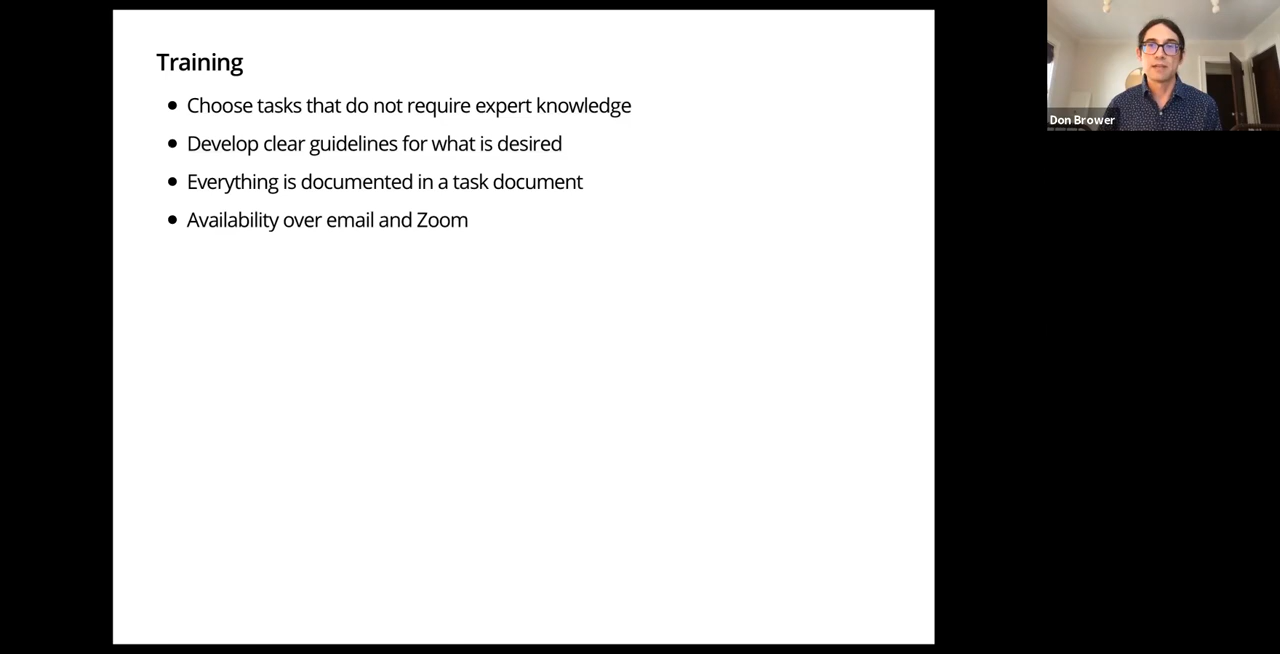 Training
Choose tasks that do not require expert knowledge
Develop clear guidelines for what is desired
Everything is documented in a task document
Availability over email and Zoom
Don Brower